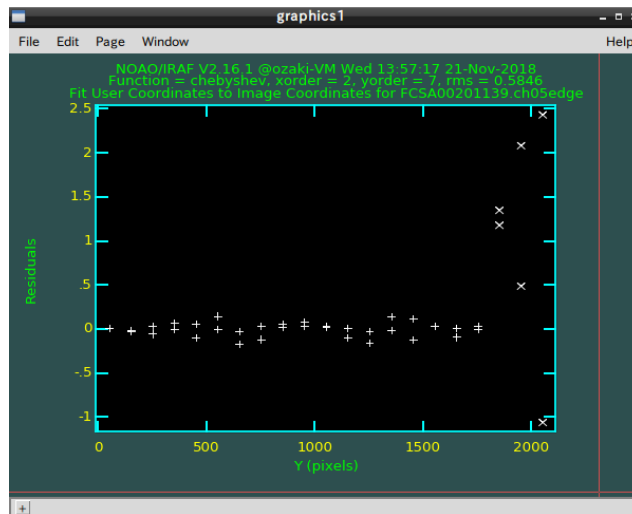 graphics1
File Edit Page Window Help
NOAO/IRAF V2.16.1 @ozaki-VM Wed 13:57:17 21-Nov-2018
Function = chebyshev, xorder = 2, yorder = 7, rms = 0.5846
Fit User Coordinates to Image Coordinates for FCSA00201139.ch05edge
2.5
2
1.5
1
.5
0
-.5
-1
Residuals
0 500 1000 1500 2000
Y (pixels)